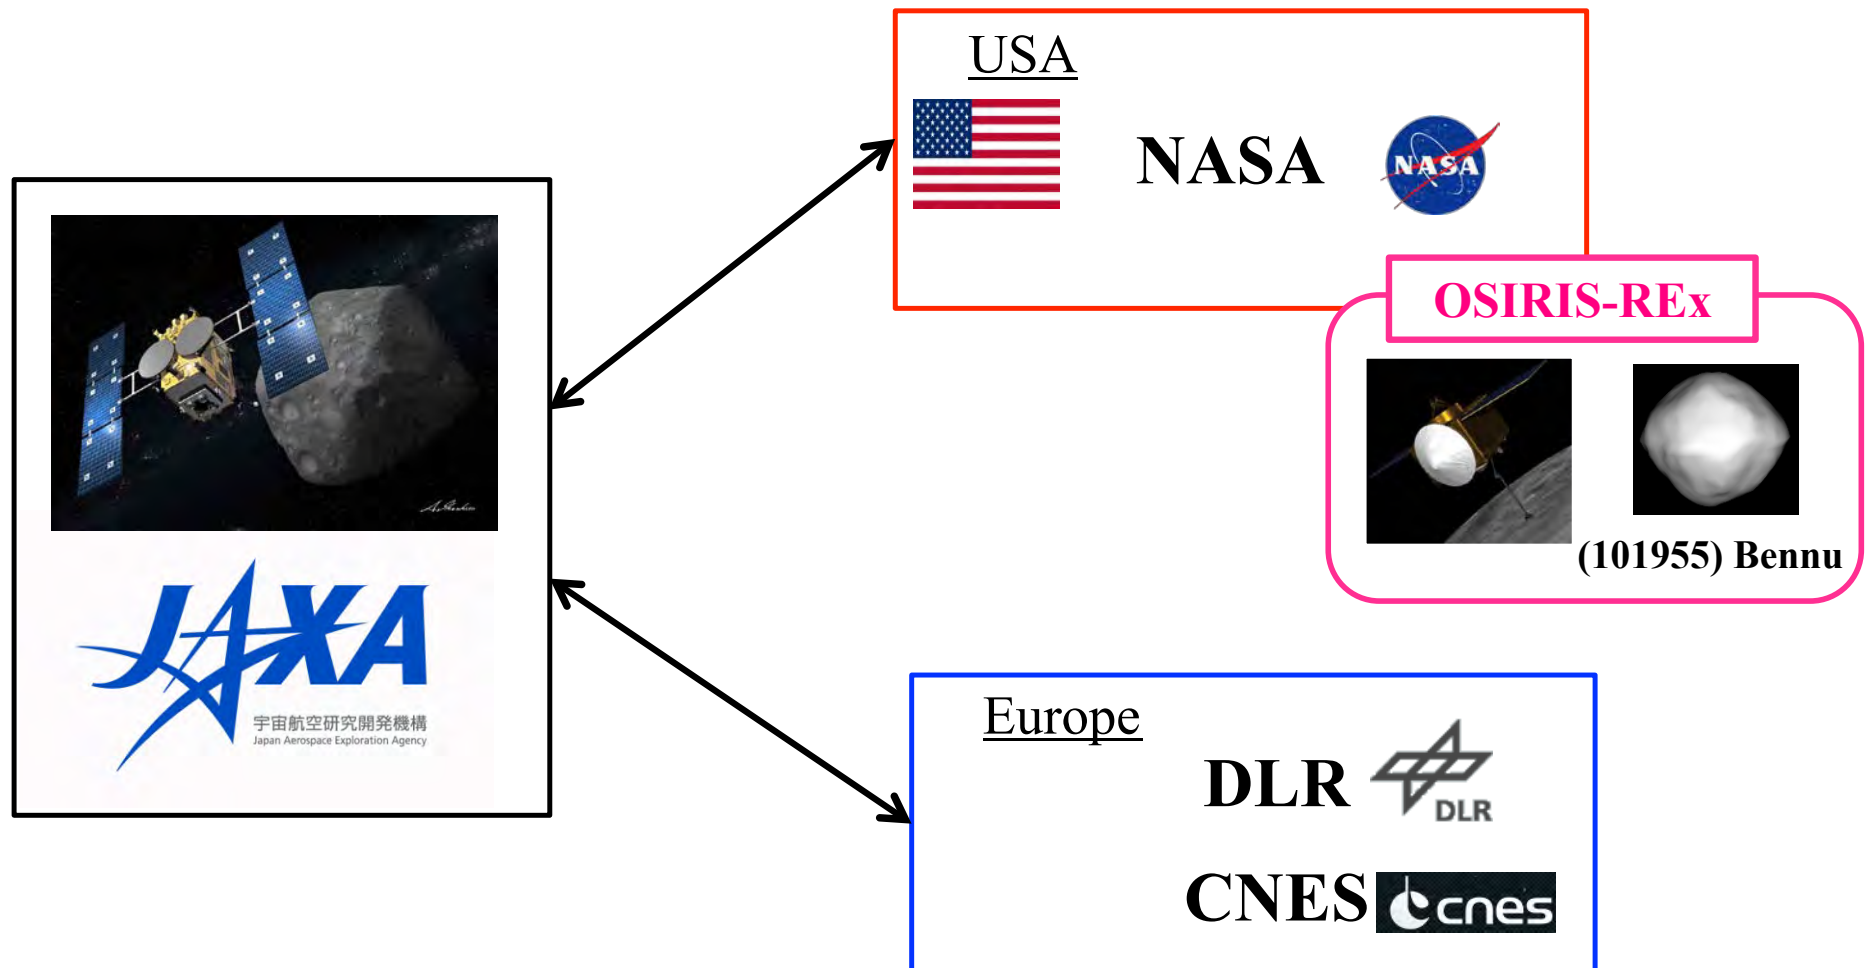 JAXA
宇宙航空研究開発機構
Japan Aerospace Exploration Agency
USA
NASA
NASA
OSIRIS-REx
(101955) Bennu
Europe
DLR
DLR
CNES
cnes